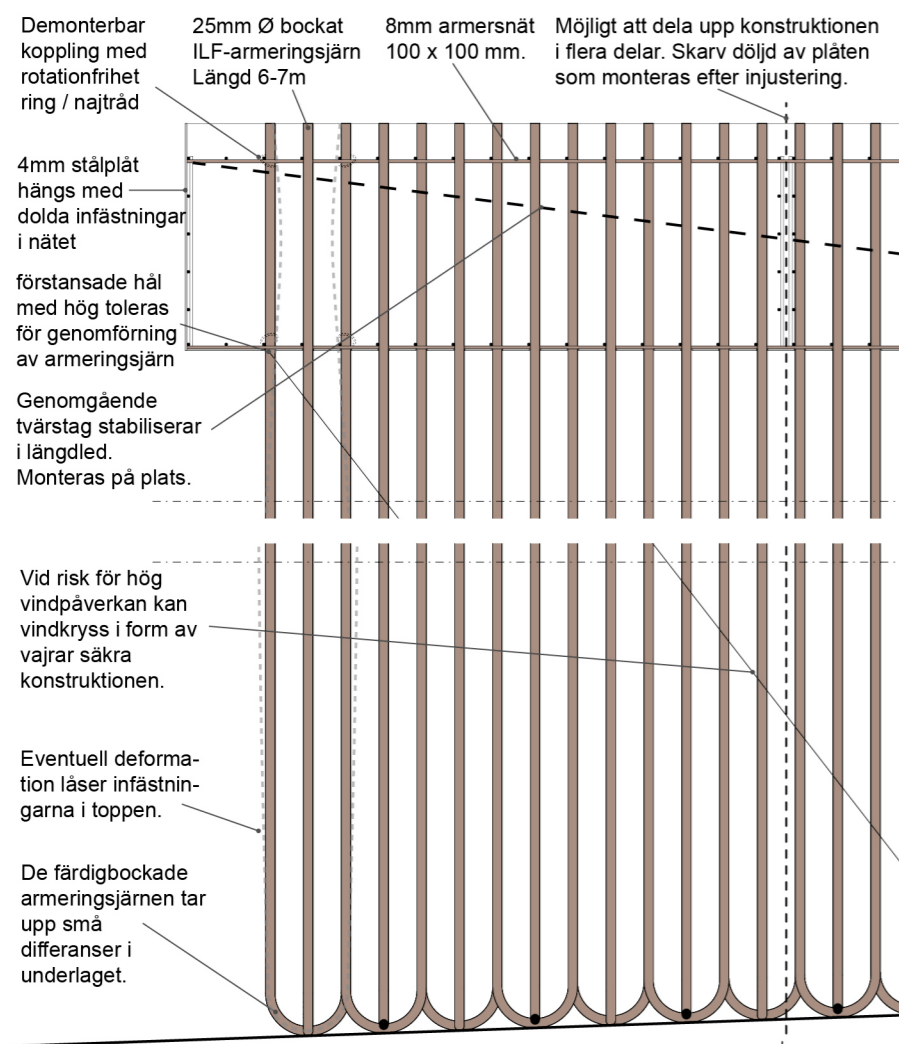 Demonterbar
koppling med
rotationfrihet
ring / najtråd
25mm Ø bockat
ILF-armeringsjärn
Längd 6-7m
8mm armersnät
100 x 100 mm.
Möjligt att dela upp konstruktionen
i flera delar. Skarv döljd av plåten
som monteras efter injustering.
4mm stålplåt
hängs med
dolda infästningar
i nätet
förstansade hål
med hög toleras
för genomförning
av armeringsjärn
Genomgående
tvärstag stabiliserar
i längdled.
Monteras på plats.
Vid risk för hög
vindpåverkan kan
vindkryss i form av
vajrar säkra
konstruktionen.
Eventuell deforma-
tion låser infästnin-
garna i toppen.
De färdigbockade
armeringsjärnen tar
upp små
differanser i
underlaget.